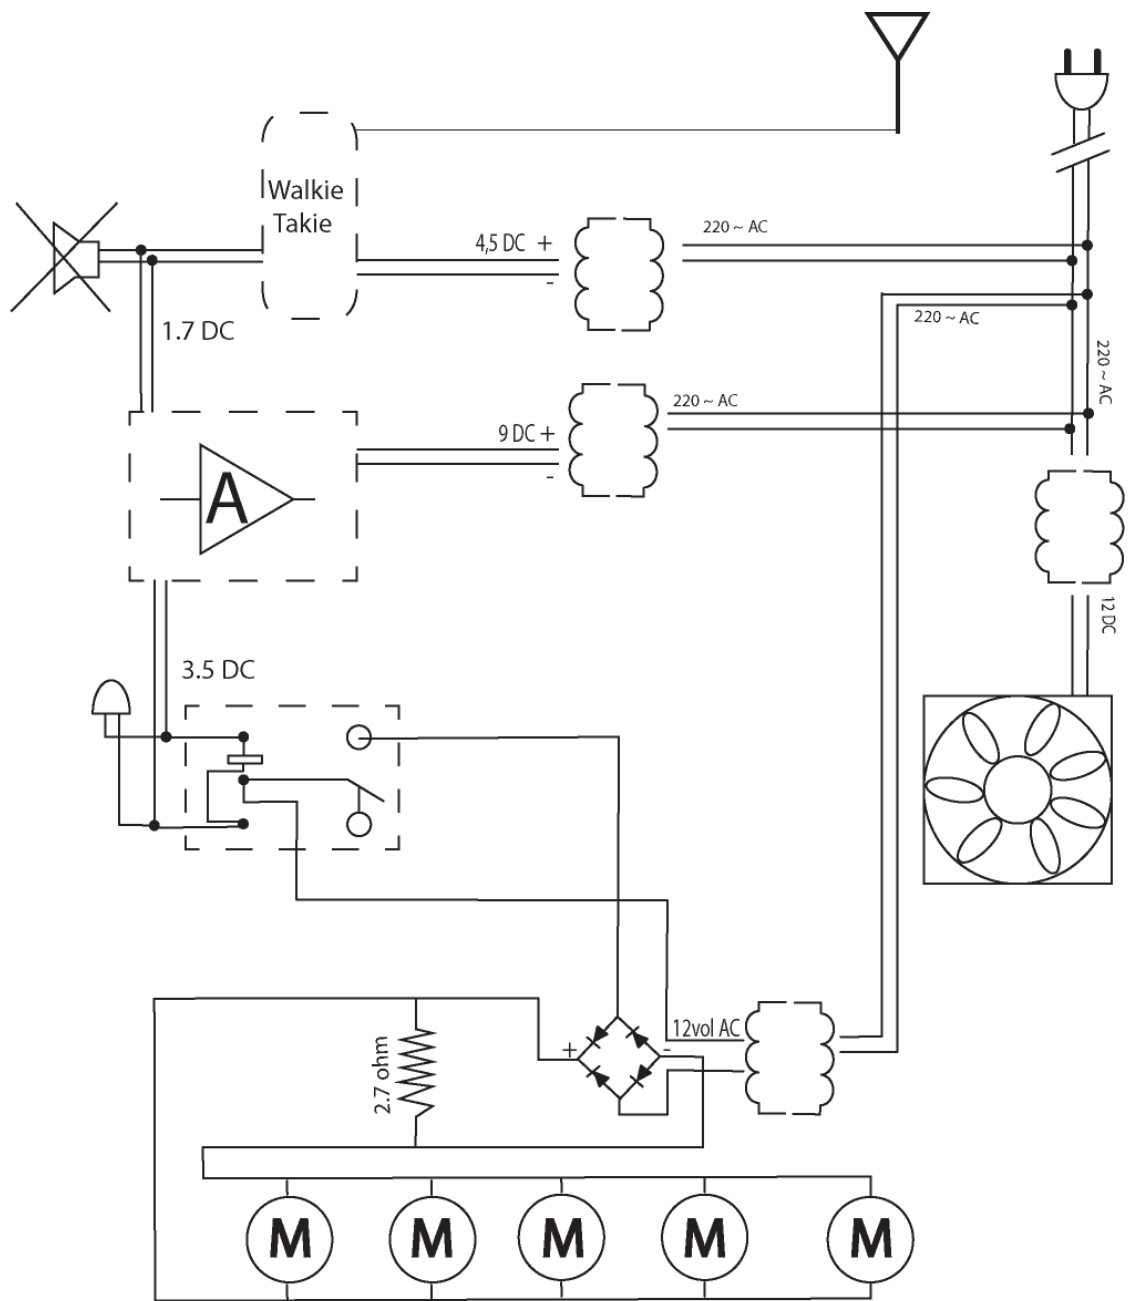 Walkie
Takie
220 ~ AC
4,5 DC +
-
1.7 DC
220 ~ AC
220 ~ AC
220 ~ AC
9 DC +
-
A
12 DC
3.5 DC
12vol AC
+
-
2.7 ohm
M M M M M